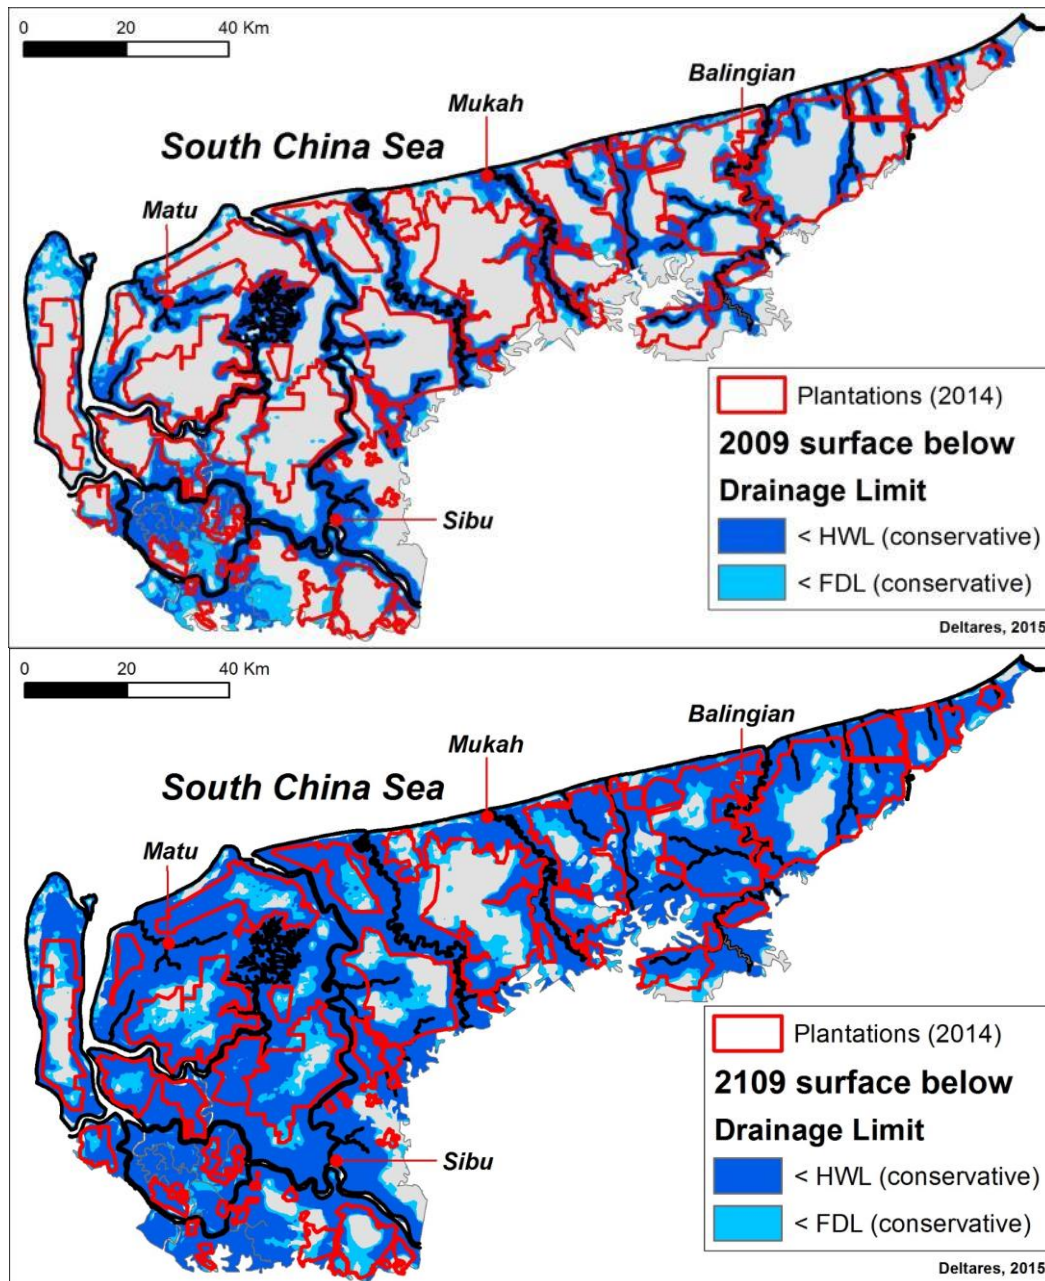 0 20 40 Km
Balingian
Mukah
South China Sea
Matu
Sibu
Plantations (2014)
2009 surface below
Drainage Limit
< HWL (conservative)
< FDL (conservative)
Deltares, 2015
0 20 40 Km
Balingian
Mukah
South China Sea
Matu
Sibu
Plantations (2014)
2109 surface below
Drainage Limit
< HWL (conservative)
< FDL (conservative)
Deltares, 2015